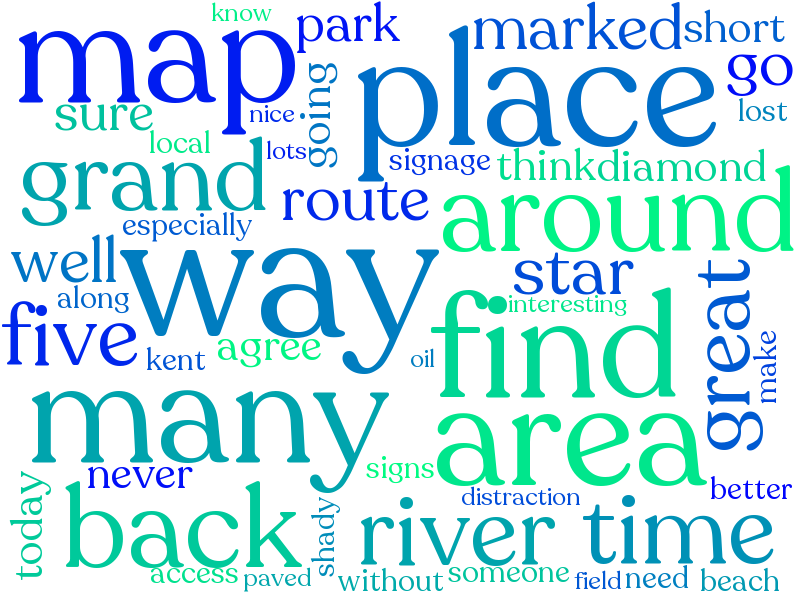 know
map
park
marked
short
place
go
sure
nice
going
lost
local
lots
signage
think
diamond
grand
route
around
especially
well
way
star
great
along
find
interesting
five
agree
kent
oil
make
many
area
never
signs
better
today
back
shady
distraction
river
time
access
paved
without
someone
field
need
beach